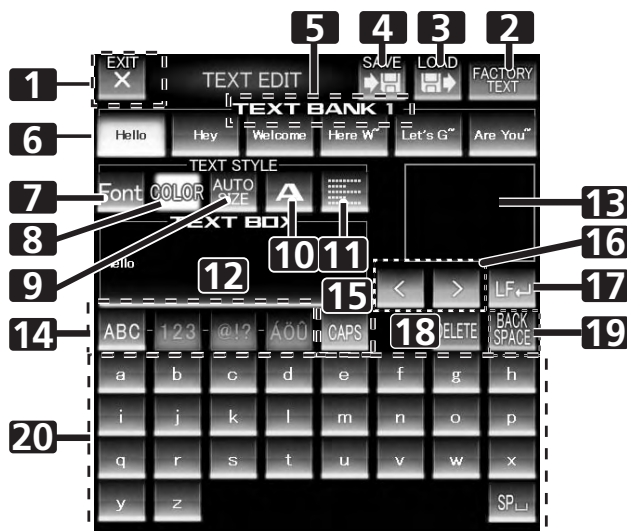 5 4 3 2
1 EXIT × TEXT EDIT SAVE LOAD FACTORY TEXT
TEXT BANK 1
6 Hello Hey Welcome Here W~ Let's G~ Are You~
TEXT STYLE
7 Font COLOR AUTO SIZE A 13
8 TEXT BOX 10 11 16
9 Hello 12
15 < > LF↵ 17
14 ABC 123 @!? ÄÖÛ CAPS 18 BACK SPACE 19
a b c d e f g h
i j k l m n o p
20
q r s t u v w x
y z SP␣